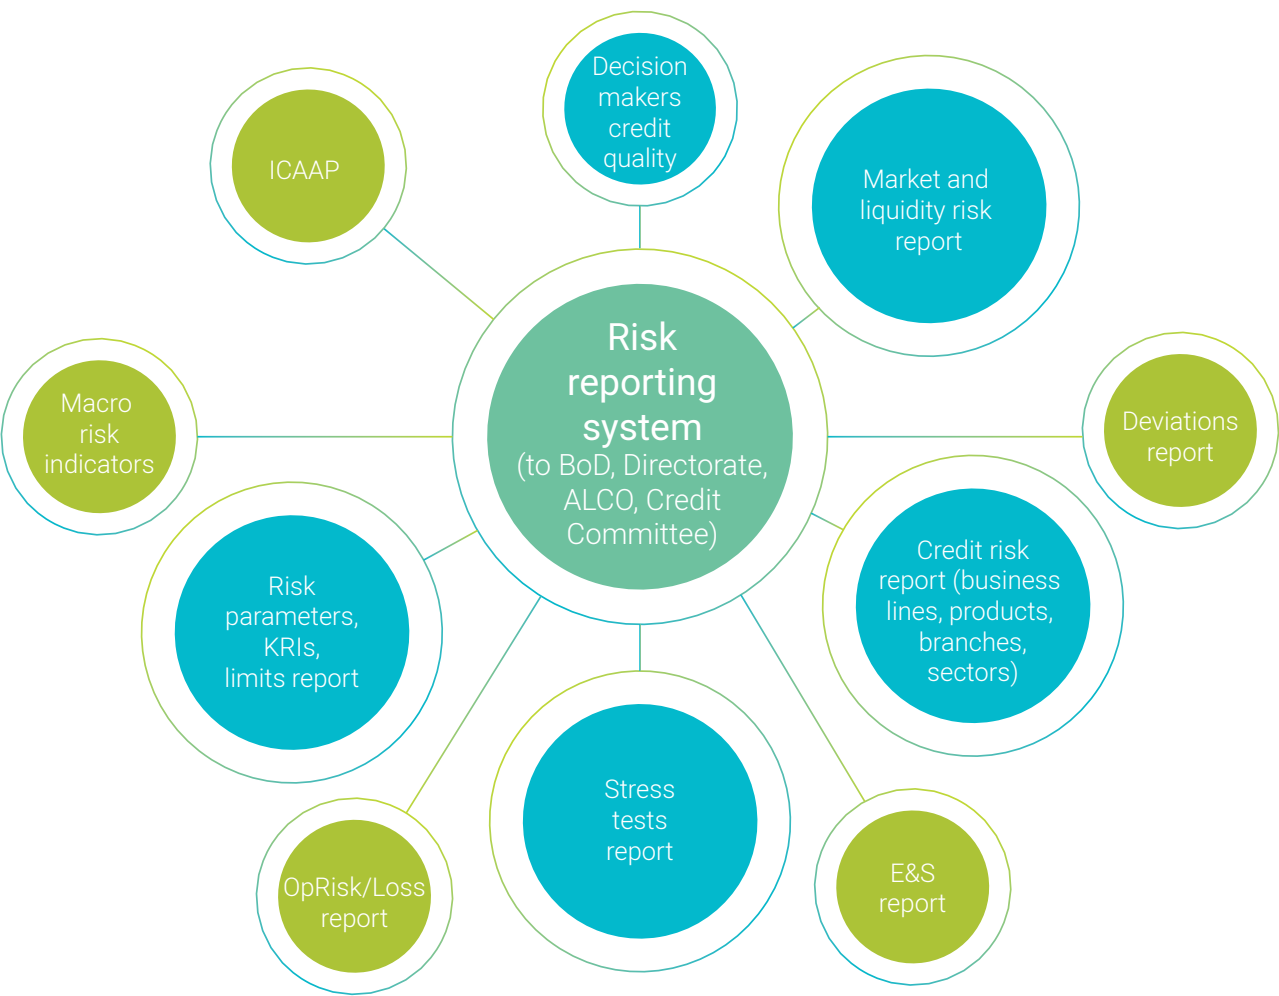 Decision
makers
credit
quality
ICAAP
Market and
liquidity risk
report
Risk
reporting
system
(to BoD, Directorate,
ALCO, Credit
Committee)
Macro
risk
indicators
Deviations
report
Credit risk
report (business
lines, products,
branches,
sectors)
Risk
parameters,
KRIs,
limits report
Stress
tests
report
OpRisk/Loss
report
E&S
report